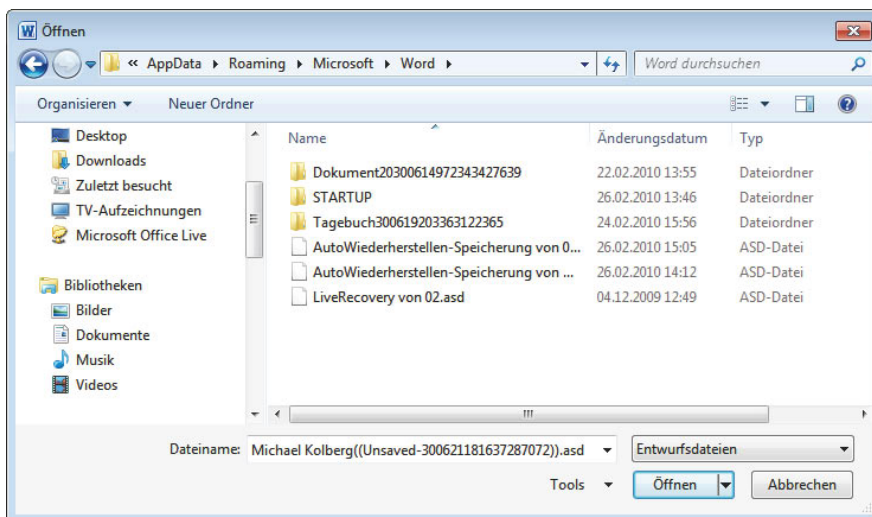 Öffnen
« AppData ▸ Roaming ▸ Microsoft ▸ Word ▸ Word durchsuchen
Organisieren Neuer Ordner
Name Änderungsdatum Typ
Desktop
Downloads
Zuletzt besucht
TV-Aufzeichnungen
Microsoft Office Live
Bibliotheken
Bilder
Dokumente
Musik
Videos
Dokument20300614972343427639 22.02.2010 13:55 Dateiordner
STARTUP 26.02.2010 13:46 Dateiordner
Tagebuch300619203363122365 24.02.2010 15:56 Dateiordner
AutoWiederherstellen-Speicherung von 0... 26.02.2010 15:05 ASD-Datei
AutoWiederherstellen-Speicherung von ... 26.02.2010 14:12 ASD-Datei
LiveRecovery von 02.asd 04.12.2009 12:49 ASD-Datei
Dateiname: Michael Kolberg((Unsaved-300621181637287072)).asd Entwurfsdateien
Tools Öffnen Abbrechen